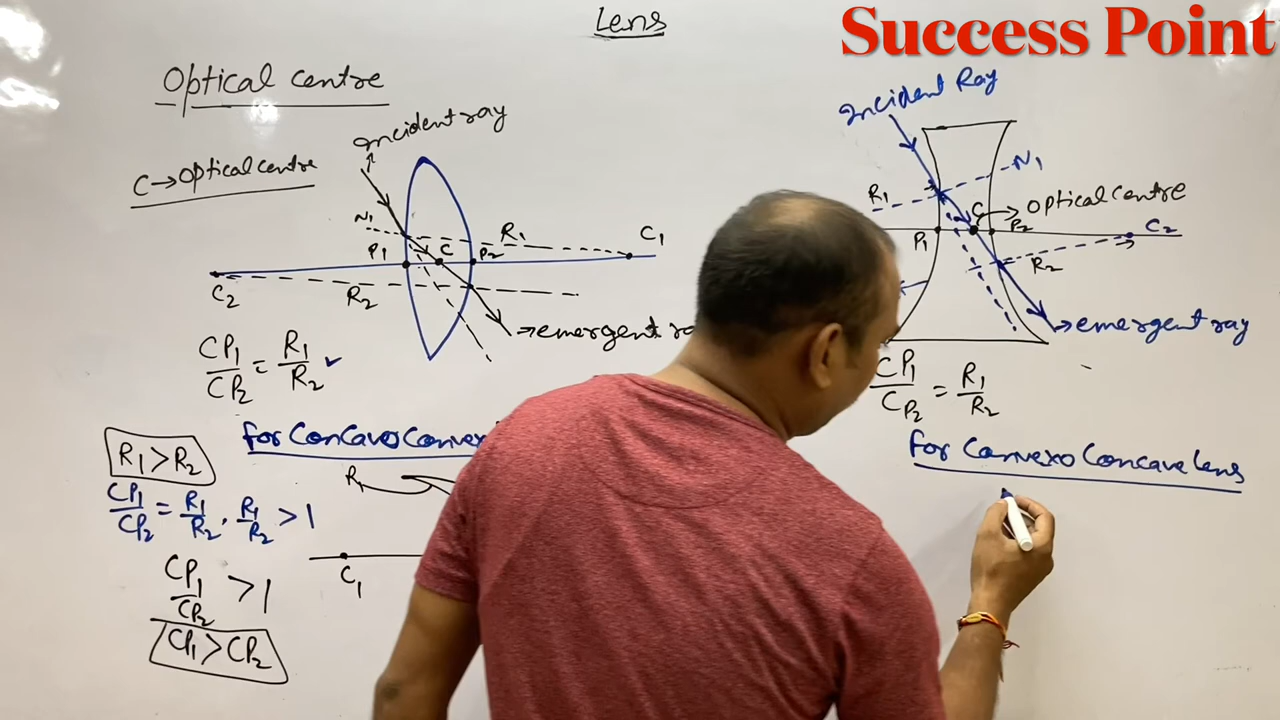 Lens
Success Point
Optical centre
C→Optical centre
Incident ray
N1
P1
C
P2
R1
C1
C2
R2
→emergent
CP1/CP2 = R1/R2 ✓
R1 > R2
CP1/CP2 = R1/R2, R1/R2 > 1
CP1/CP2 > 1
CP1 > CP2
for Concavo Convex
R1
C1
Incident Ray
N1
R1
C
→ Optical centre
P1
P2
C2
R2
→emergent ray
CP1/CP2 = R1/R2
for Convexo Concave Lens